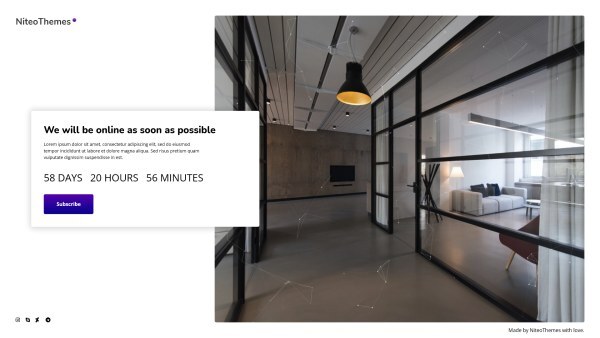 NiteoThemes
We will be online as soon as possible
Lorem ipsum dolor sit amet, consectetur adipiscing elit, sed do eiusmod
tempor incididunt ut labore et dolore magna aliqua. Sed risus pretium quam
vulputate dignissim suspendisse in est.
58 DAYS 20 HOURS 56 MINUTES
Subscribe
Made by NiteoThemes with love.